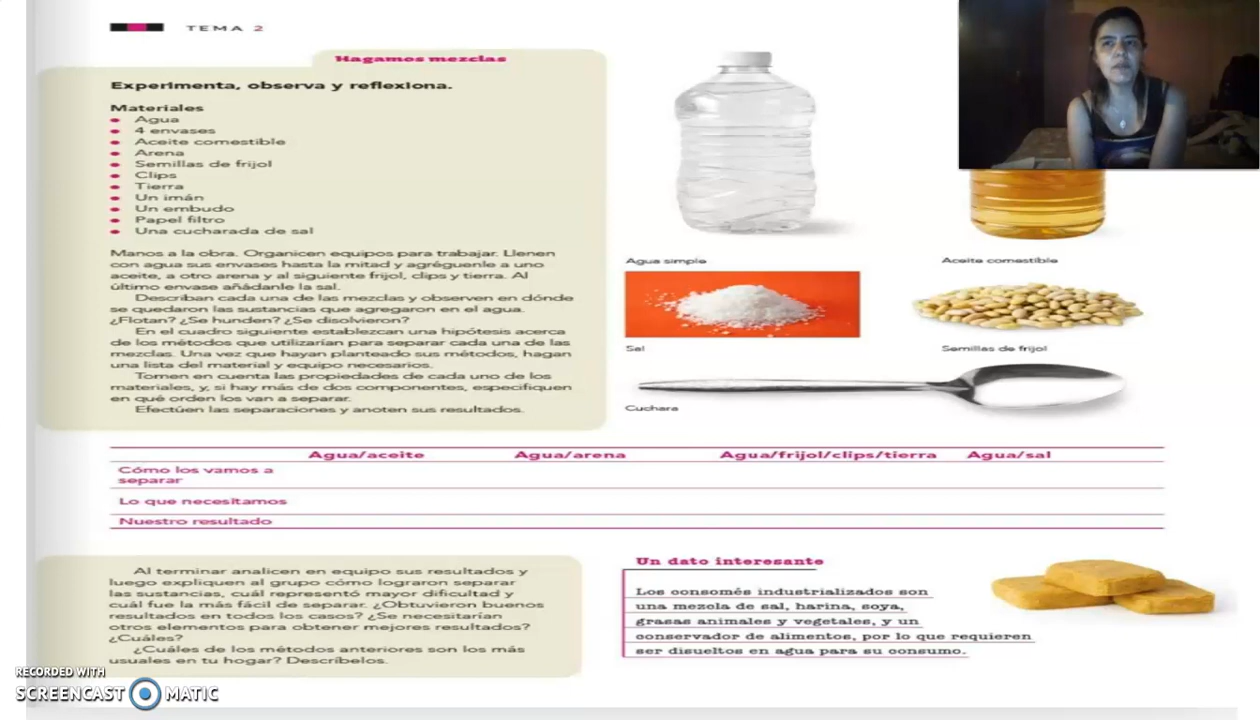 TEMA 2
Hagamos mezclas
Experimenta, observa y reflexiona.
Materiales
Agua
4 envases
Aceite comestible
Arena
Semillas de frijol
Clips
Tierra
Un imán
Un embudo
Papel filtro
Una cucharada de sal
Manos a la obra. Organicen equipos para trabajar. Llenen
con agua sus envases hasta la mitad y agréguenle a uno
aceite, a otro arena y al siguiente frijol, clips y tierra. Al
último envase añádanle la sal.
Describan cada una de las mezclas y observen en dónde
se quedaron las sustancias que agregaron en el agua.
¿Flotan? ¿Se hunden? ¿Se disolvieron?
En el cuadro siguiente establezcan una hipótesis acerca
de los métodos que utilizarían para separar cada una de las
mezclas. Una vez que hayan planteado sus métodos, hagan
una lista del material y equipo necesarios.
Tomen en cuenta las propiedades de cada uno de los
materiales, y, si hay más de dos componentes, especifiquen
en qué orden los van a separar.
Efectúen las separaciones y anoten sus resultados.
Agua simple
Aceite comestible
Sal
Semillas de frijol
Cuchara
Agua/aceite Agua/arena Agua/frijol/clips/tierra Agua/sal
Cómo los vamos a
separar
Lo que necesitamos
Nuestro resultado
Al terminar analicen en equipo sus resultados y
luego expliquen al grupo cómo lograron separar
las sustancias, cuál representó mayor dificultad y
cuál fue la más fácil de separar. ¿Obtuvieron buenos
resultados en todos los casos? ¿Se necesitarían
otros elementos para obtener mejores resultados?
¿Cuáles?
¿Cuáles de los métodos anteriores son los más
usuales en tu hogar? Descríbelos.
Un dato interesante
Los consomés industrializados son
una mezcla de sal, harina, soya,
grasas animales y vegetales, y un
conservador de alimentos, por lo que requieren
ser disueltos en agua para su consumo.
RECORDED WITH
SCREENCAST MATIC